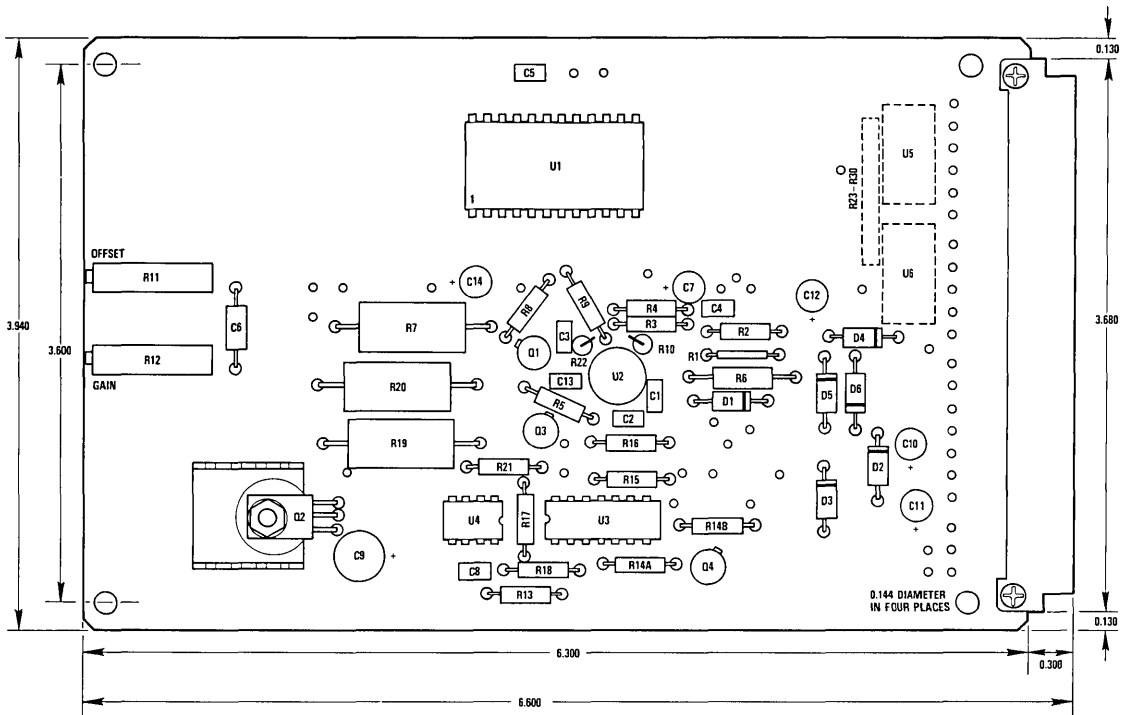 0.130
C5
U5
U1
1
R23-R30
3.940
3.600
3.680
OFFSET
R11
C14
C7
C12
U6
+
+
+
R8
R9
R4
C4
C6
R7
R3
R2
D4
C3
Q1
R22
R10
R1
R12
GAIN
U2
R6
D5
D6
R20
C13
C1
D1
R5
C2
Q3
R19
R16
C10
+
D2
R21
R15
D3
C11
+
Q2
U4
R17
U3
R14B
C9
+
C8
R18
R14A
Q4
R13
0.144 DIAMETER
IN FOUR PLACES
0.130
6.300
0.300
6.600